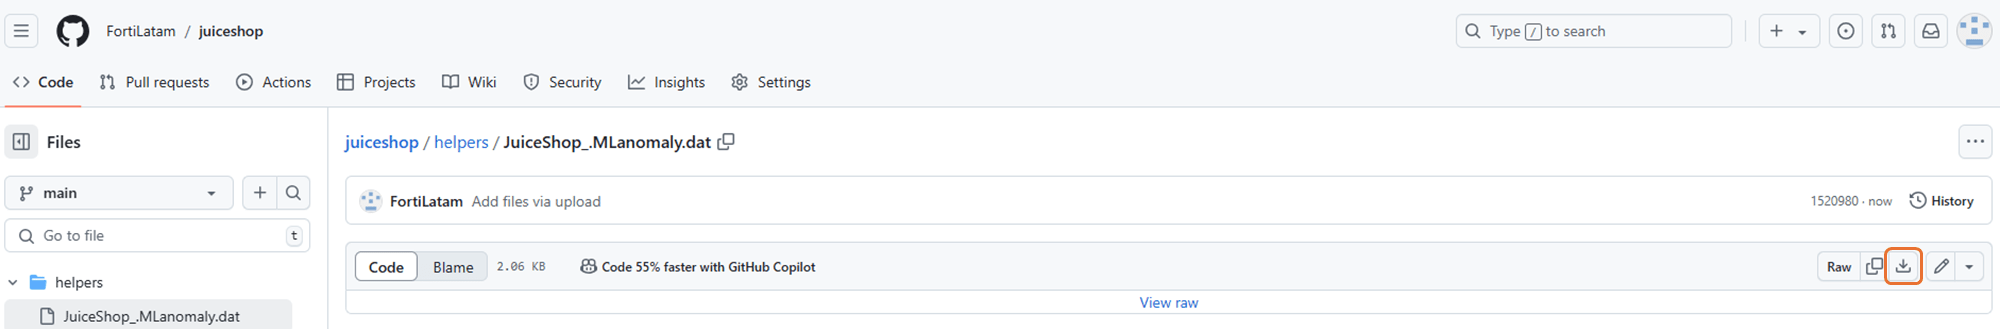 FortiLatam / juiceshop
Type / to search
Code Pull requests Actions Projects Wiki Security Insights Settings
Files
juiceshop / helpers / JuiceShop_.MLanomaly.dat
main
FortiLatam Add files via upload
1520980 · now History
Go to file t
Code Blame 2.06 KB Code 55% faster with GitHub Copilot
Raw
helpers
View raw
JuiceShop_.MLanomaly.dat